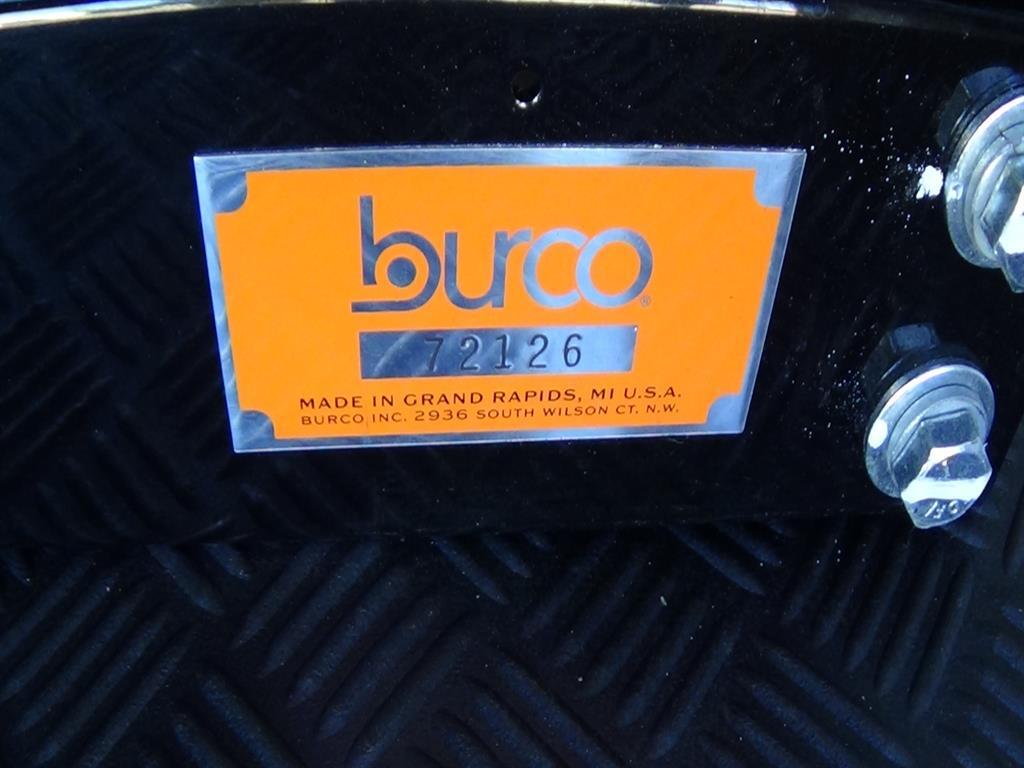 burco®
72126
MADE IN GRAND RAPIDS, MI U.S.A.
BURCO INC. 2936 SOUTH WILSON CT. N.W.